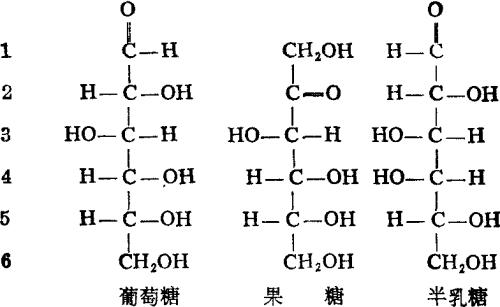 O O
1 C—H CH₂OH H—C
2 H—C—OH C=O H—C—OH
3 HO—C—H HO—C—H HO—C—H
4 H—C—OH H—C—OH HO—C—H
5 H—C—OH H—C—OH H—C—OH
6 CH₂OH CH₂OH CH₂OH
葡萄糖 果 糖 半乳糖